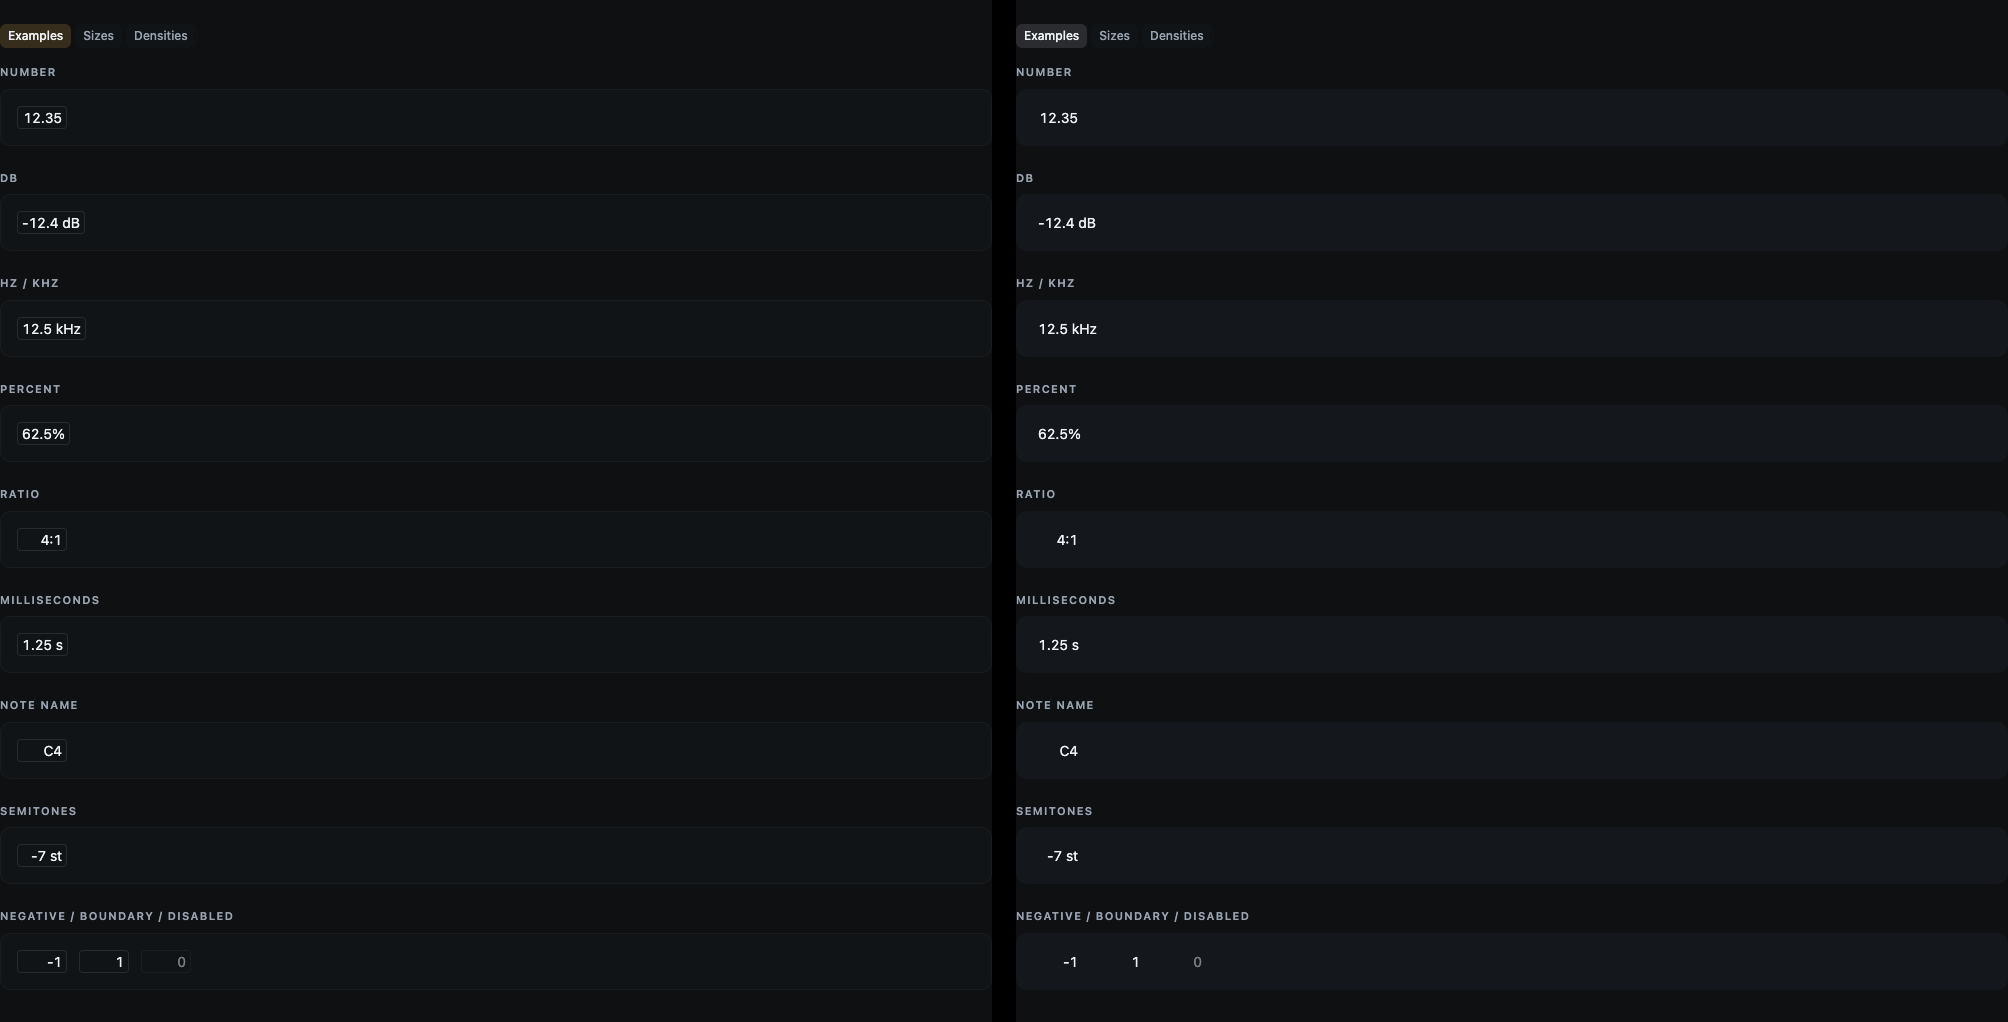 Examples Sizes Densities
NUMBER
12.35
DB
-12.4 dB
HZ / KHZ
12.5 kHz
PERCENT
62.5%
RATIO
4:1
MILLISECONDS
1.25 s
NOTE NAME
C4
SEMITONES
-7 st
NEGATIVE / BOUNDARY / DISABLED
-1 1 0
Examples Sizes Densities
NUMBER
12.35
DB
-12.4 dB
HZ / KHZ
12.5 kHz
PERCENT
62.5%
RATIO
4:1
MILLISECONDS
1.25 s
NOTE NAME
C4
SEMITONES
-7 st
NEGATIVE / BOUNDARY / DISABLED
-1 1 0